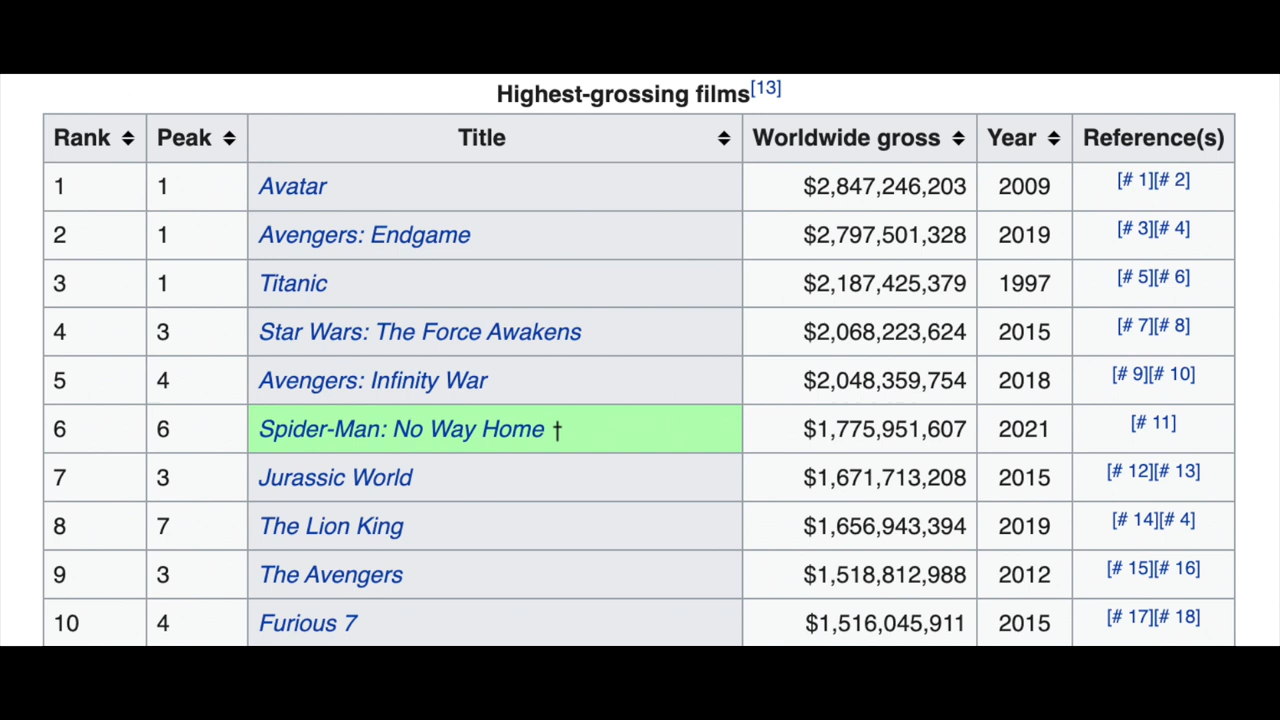 Highest-grossing films[13]
Rank Peak Title Worldwide gross Year Reference(s)
1 1 Avatar $2,847,246,203 2009 [# 1][# 2]
2 1 Avengers: Endgame $2,797,501,328 2019 [# 3][# 4]
3 1 Titanic $2,187,425,379 1997 [# 5][# 6]
4 3 Star Wars: The Force Awakens $2,068,223,624 2015 [# 7][# 8]
5 4 Avengers: Infinity War $2,048,359,754 2018 [# 9][# 10]
6 6 Spider-Man: No Way Home † $1,775,951,607 2021 [# 11]
7 3 Jurassic World $1,671,713,208 2015 [# 12][# 13]
8 7 The Lion King $1,656,943,394 2019 [# 14][# 4]
9 3 The Avengers $1,518,812,988 2012 [# 15][# 16]
10 4 Furious 7 $1,516,045,911 2015 [# 17][# 18]